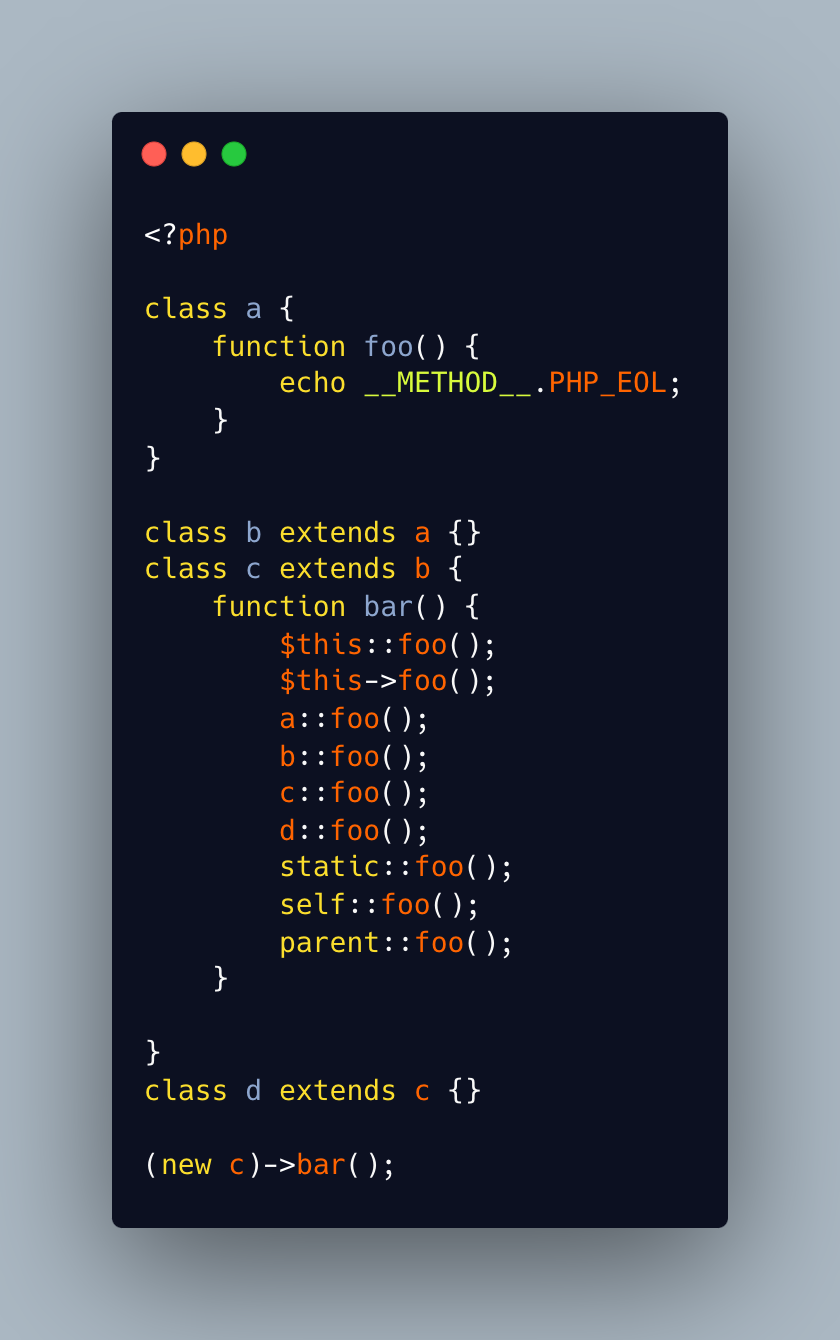 <?php
class a {
    function foo() {
        echo __METHOD__.PHP_EOL;
    }
}
class b extends a {}
class c extends b {
    function bar() {
        $this::foo();
        $this->foo();
        a::foo();
        b::foo();
        c::foo();
        d::foo();
        static::foo();
        self::foo();
        parent::foo();
    }
}
class d extends c {}
(new c)->bar();